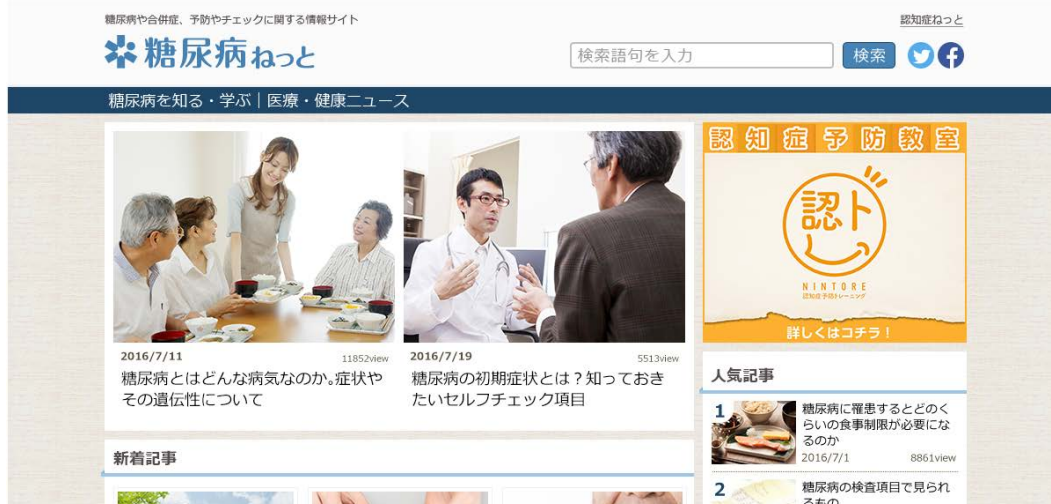 糖尿病や合併症、予防やチェックに関する情報サイト
認知症ねっと
糖尿病ねっと
検索語句を入力
検索
糖尿病を知る・学ぶ｜医療・健康ニュース
2016/7/11
11852view
糖尿病とはどんな病気なのか。症状や
その遺伝性について
2016/7/19
5513view
糖尿病の初期症状とは？知っておき
たいセルフチェック項目
認知症予防教室
認トレ
NINTORE
認知症予防トレーニング
詳しくはコチラ！
人気記事
1
糖尿病に罹患するとどのく
らいの食事制限が必要にな
るのか
2016/7/1
8861view
2
糖尿病の検査項目で見られ
るもの
新着記事